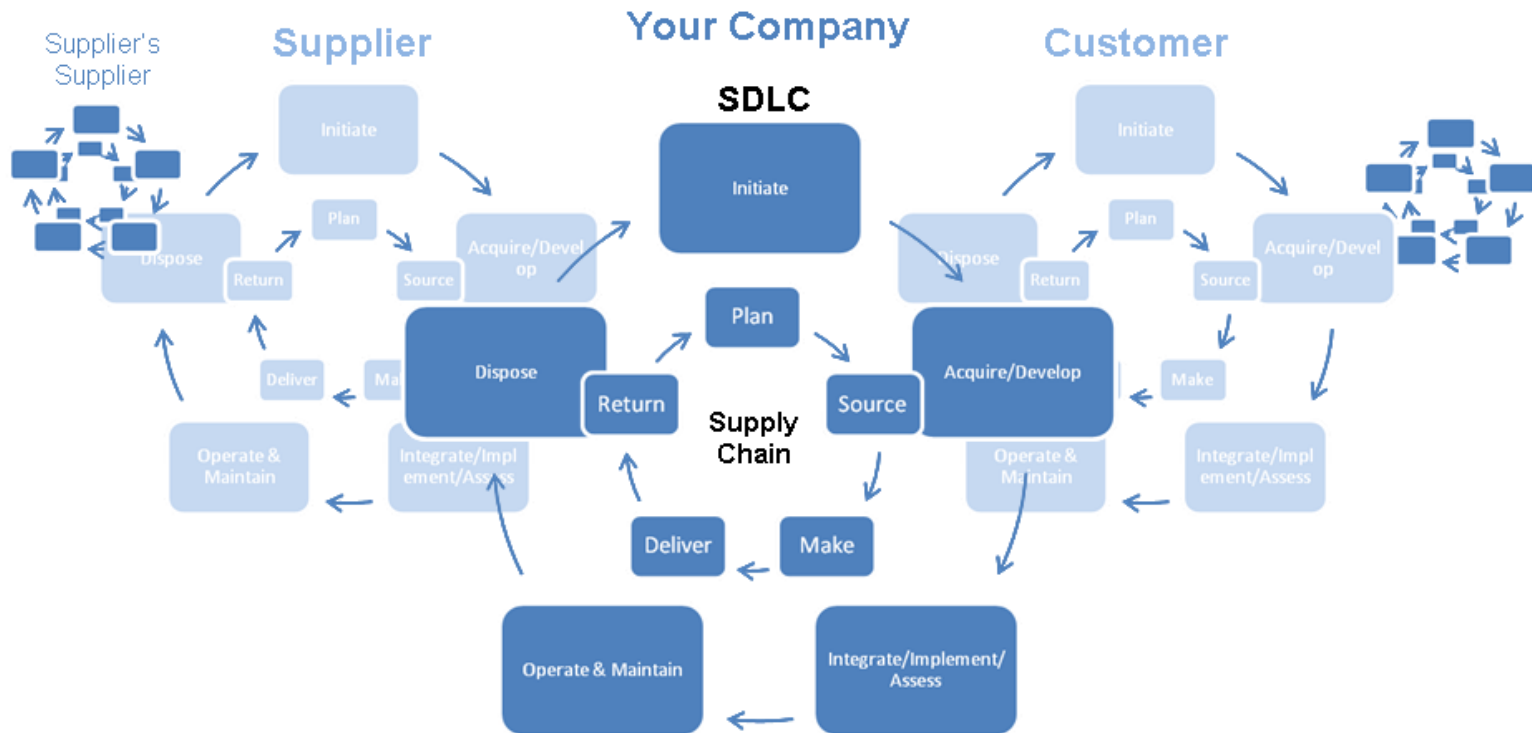 Your Company
Supplier's
Supplier
Supplier
Customer
SDLC
Initiate
Initiate
Initiate
Plan
Plan
Dispose
Return
Source
Acquire/Devel
op
Dispose
Return
Source
Acquire/Devel
op
Plan
Dispose
Return
Source
Acquire/Develop
Supply
Chain
Deliver
Make
Operate &
Maintain
Integrate/Impl
ement/Assess
Operate &
Maintain
Integrate/Impl
ement/Assess
Deliver
Make
Operate & Maintain
Integrate/Implement/
Assess